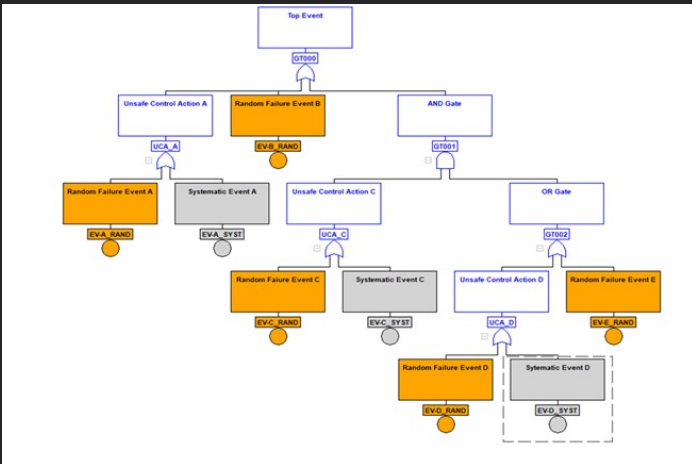 Top Event
GT000
Unsafe Control Action A
Random Failure Event B
AND Gate
UCA_A
EV-B_RAND
GT001
Random Failure Event A
Systematic Event A
Unsafe Control Action C
OR Gate
EV-A_RAND
EV-A_SYST
UCA_C
GT002
Random Failure Event C
Systematic Event C
Unsafe Control Action D
Random Failure Event E
EV-C_RAND
EV-C_SYST
UCA_D
EV-E_RAND
Random Failure Event D
Sytematic Event D
EV-D_RAND
EV-D_SYST